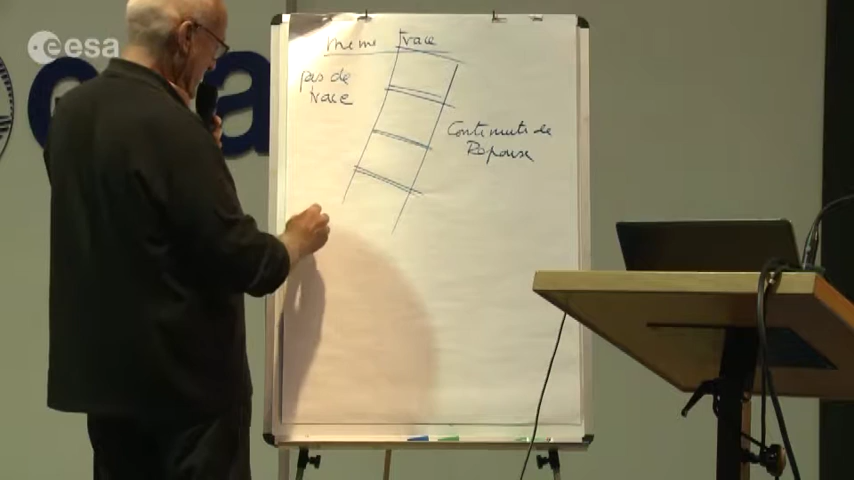 esa
même trace
pas de
trace
Continuité de
Réponse